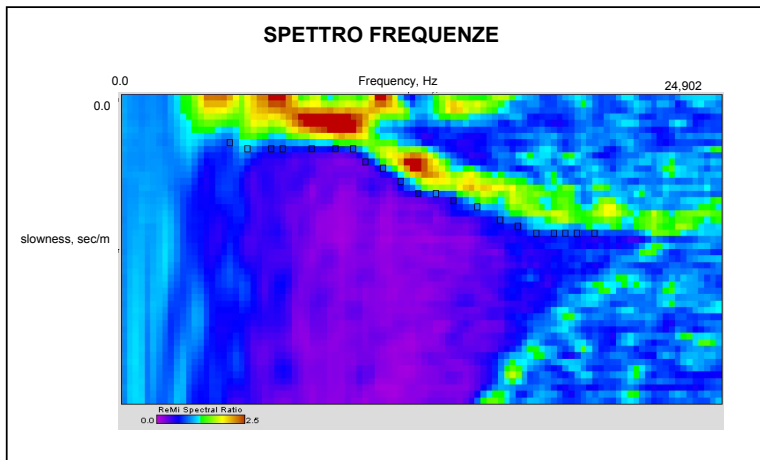 SPETTRO FREQUENZE
0.0 Frequency, Hz 24,902
0.0
slowness, sec/m
ReMi Spectral Ratio
0.0 2.5